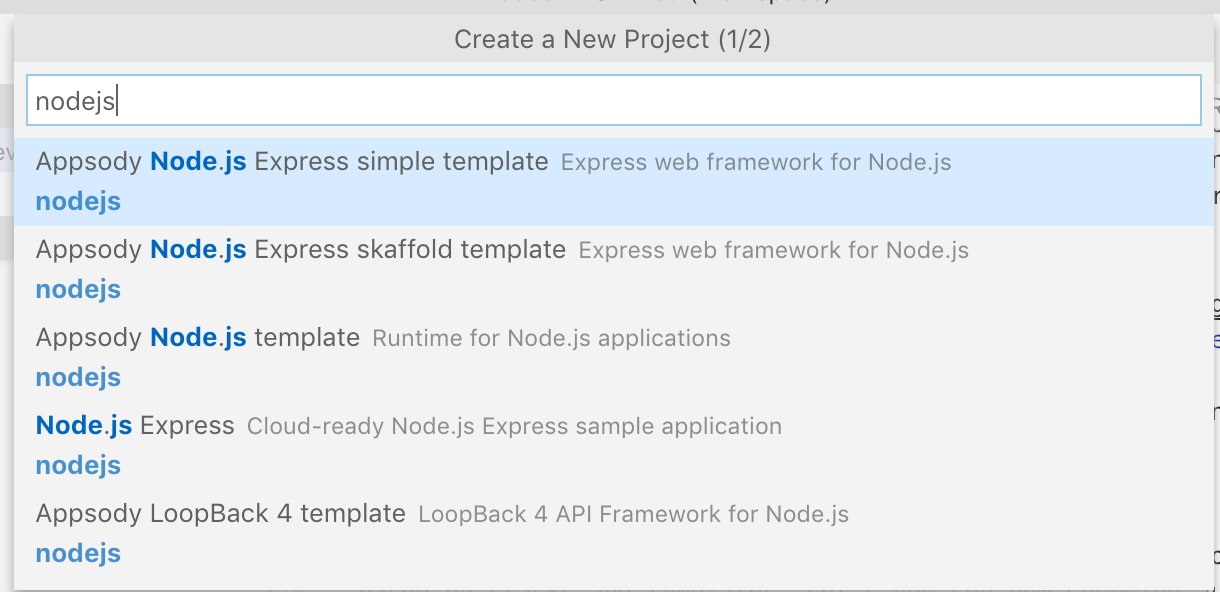 Create a New Project (1/2)
nodejs
Appsody Node.js Express simple template Express web framework for Node.js
nodejs
Appsody Node.js Express skaffold template Express web framework for Node.js
nodejs
Appsody Node.js template Runtime for Node.js applications
nodejs
Node.js Express Cloud-ready Node.js Express sample application
nodejs
Appsody LoopBack 4 template LoopBack 4 API Framework for Node.js
nodejs